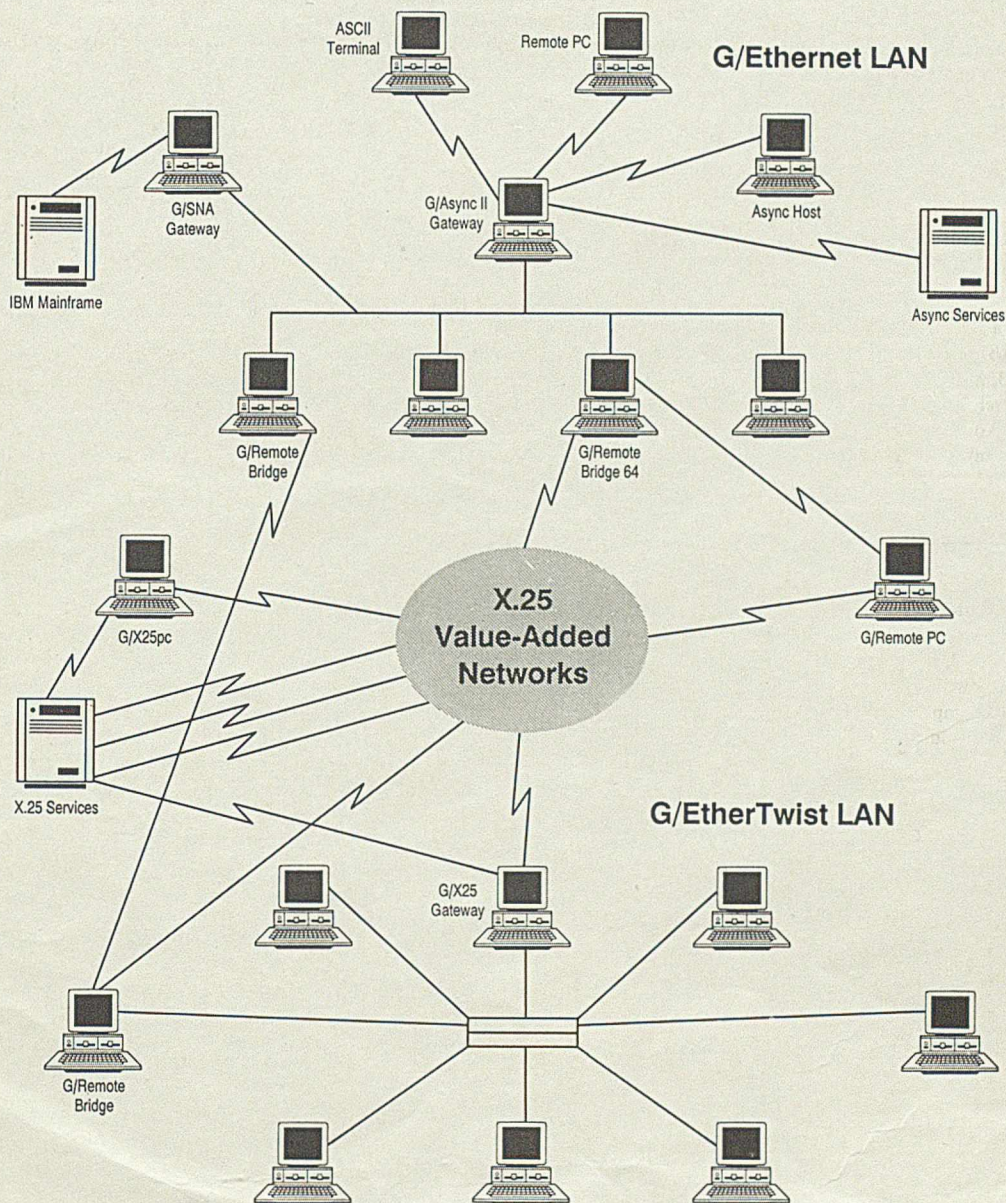 ASCII
Terminal
Remote PC
G/Ethernet LAN
G/SNA
Gateway
G/Async II
Gateway
Async Host
IBM Mainframe
Async Services
G/Remote
Bridge
G/Remote
Bridge 64
X.25
Value-Added
Networks
G/X25pc
G/Remote PC
X.25 Services
G/EtherTwist LAN
G/X25
Gateway
G/Remote
Bridge